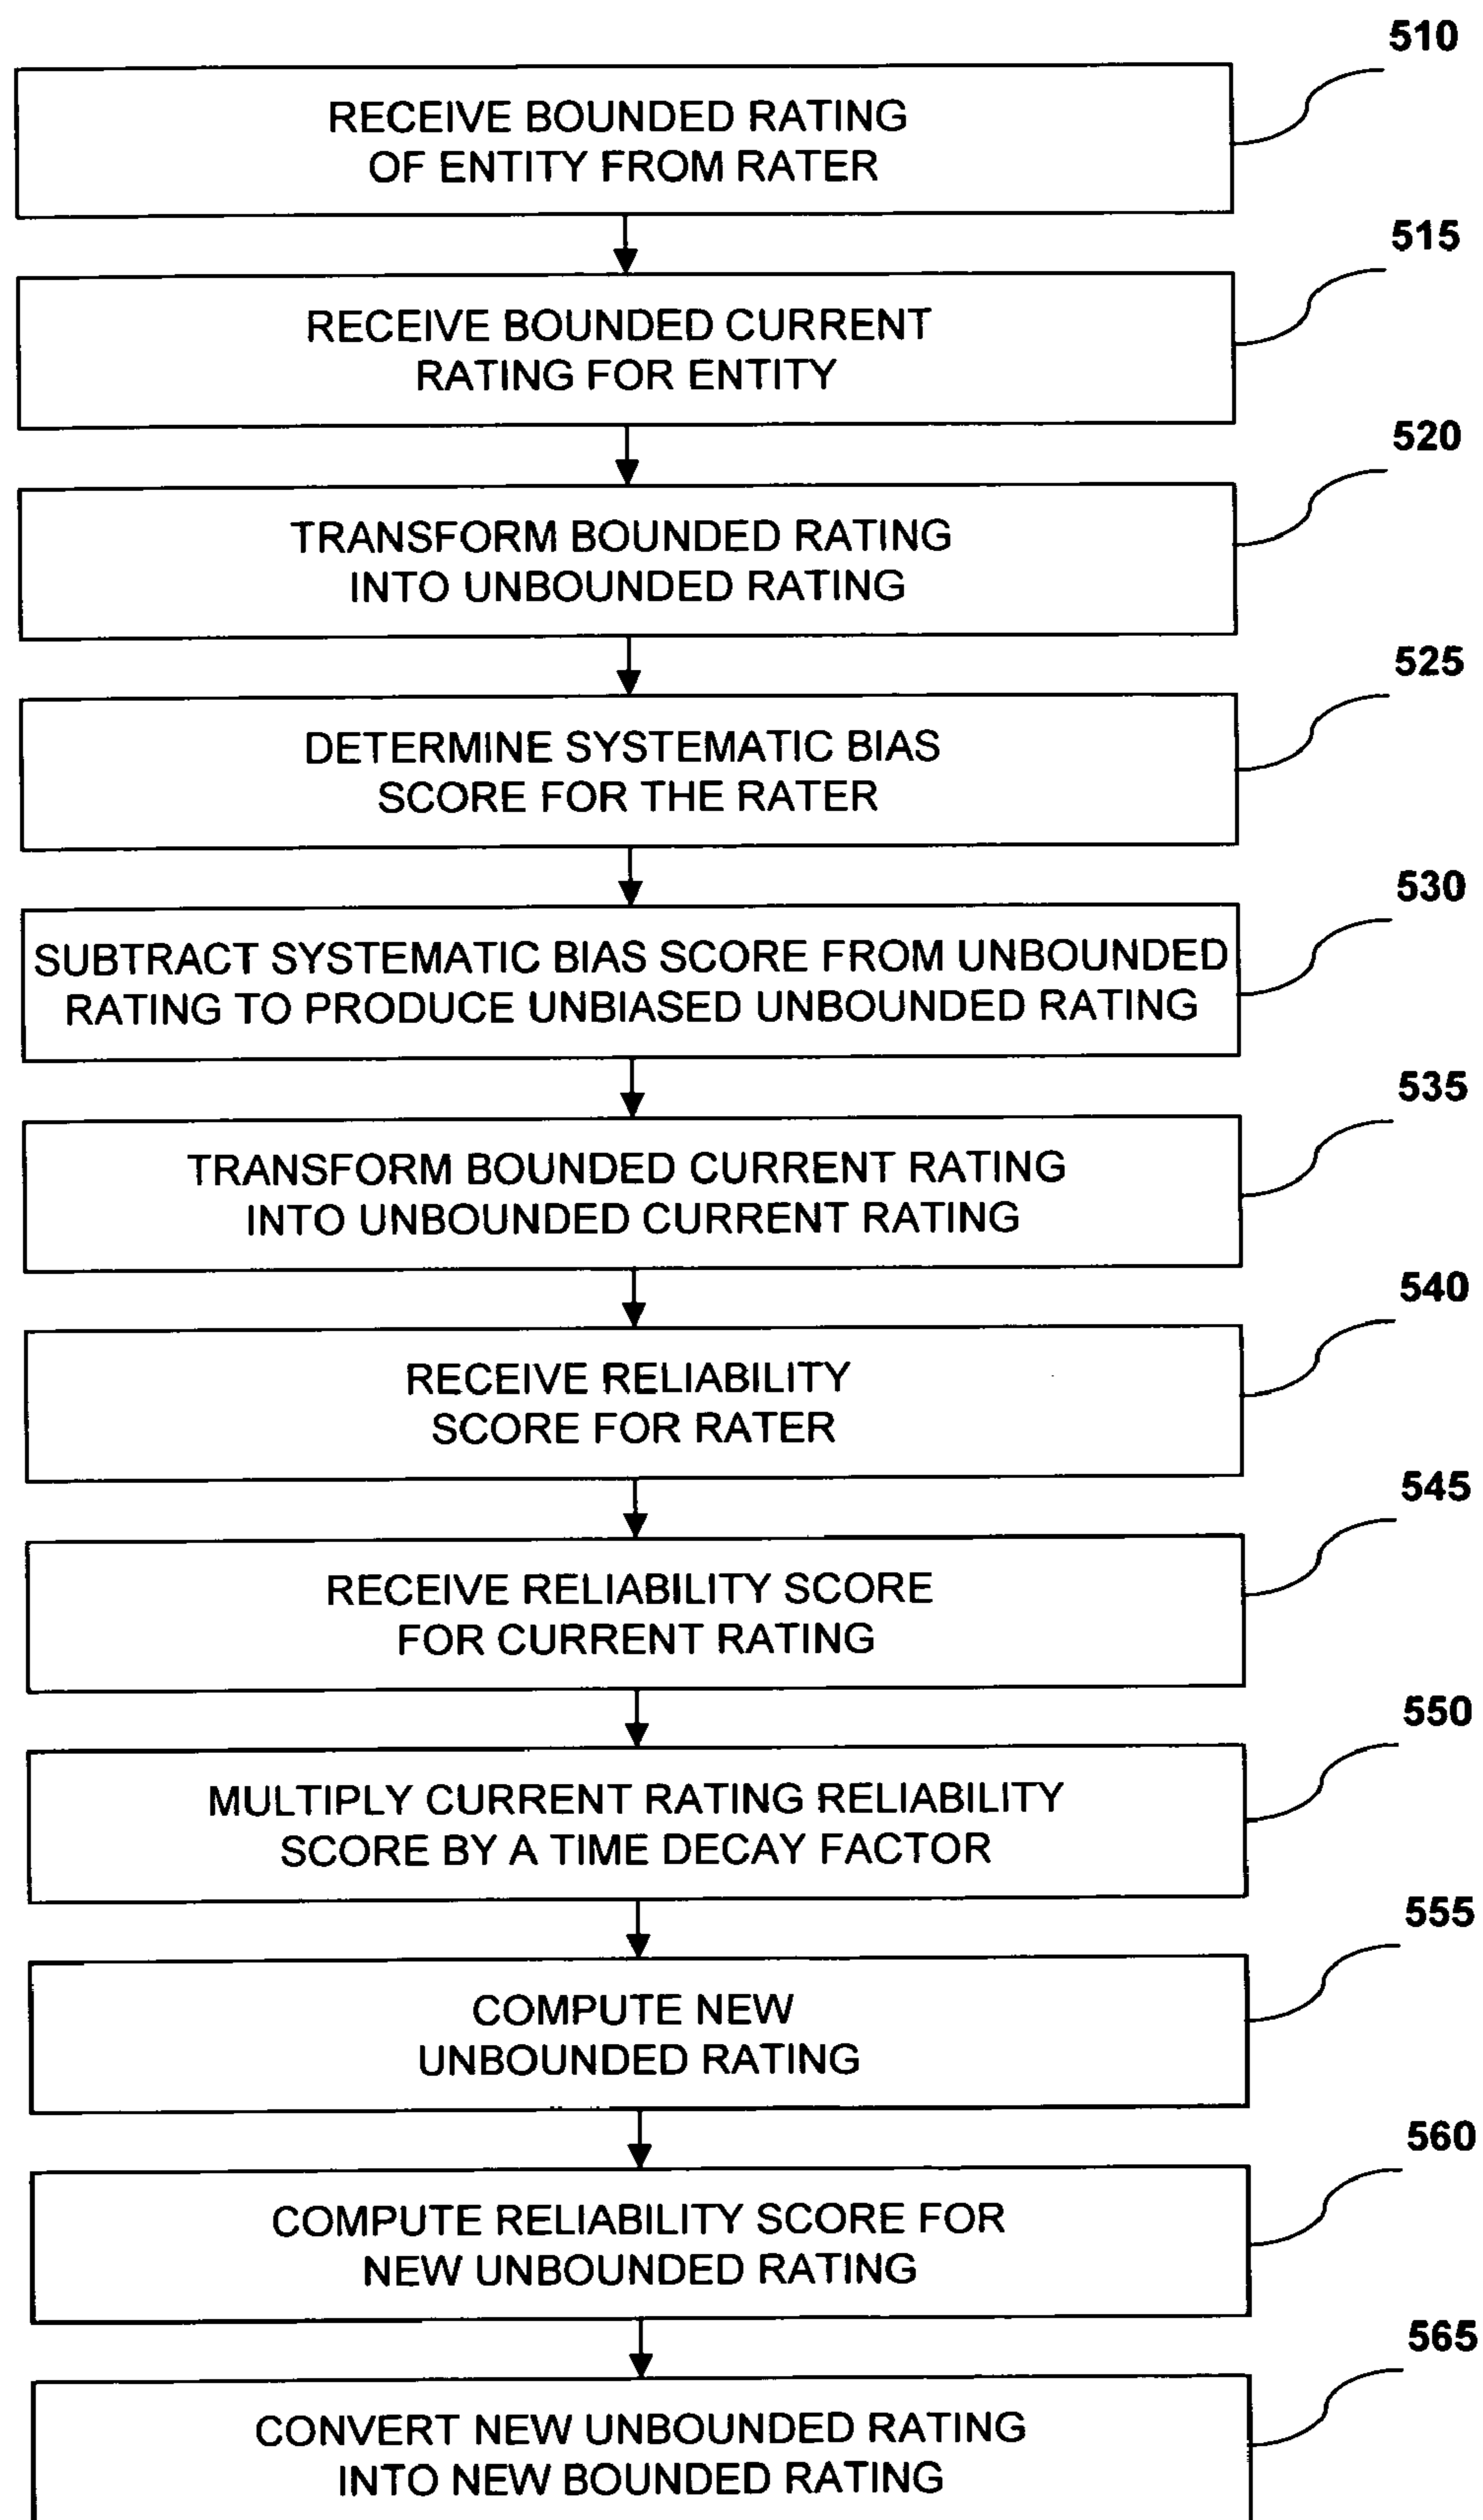 510
RECEIVE BOUNDED RATING
OF ENTITY FROM RATER
515
RECEIVE BOUNDED CURRENT
RATING FOR ENTITY
520
TRANSFORM BOUNDED RATING
INTO UNBOUNDED RATING
525
DETERMINE SYSTEMATIC BIAS
SCORE FOR THE RATER
530
SUBTRACT SYSTEMATIC BIAS SCORE FROM UNBOUNDED
RATING TO PRODUCE UNBIASED UNBOUNDED RATING
535
TRANSFORM BOUNDED CURRENT RATING
INTO UNBOUNDED CURRENT RATING
540
RECEIVE RELIABILITY
SCORE FOR RATER
545
RECEIVE RELIABILITY SCORE
FOR CURRENT RATING
550
MULTIPLY CURRENT RATING RELIABILITY
SCORE BY A TIME DECAY FACTOR
555
COMPUTE NEW
UNBOUNDED RATING
560
COMPUTE RELIABILITY SCORE FOR
NEW UNBOUNDED RATING
565
CONVERT NEW UNBOUNDED RATING
INTO NEW BOUNDED RATING